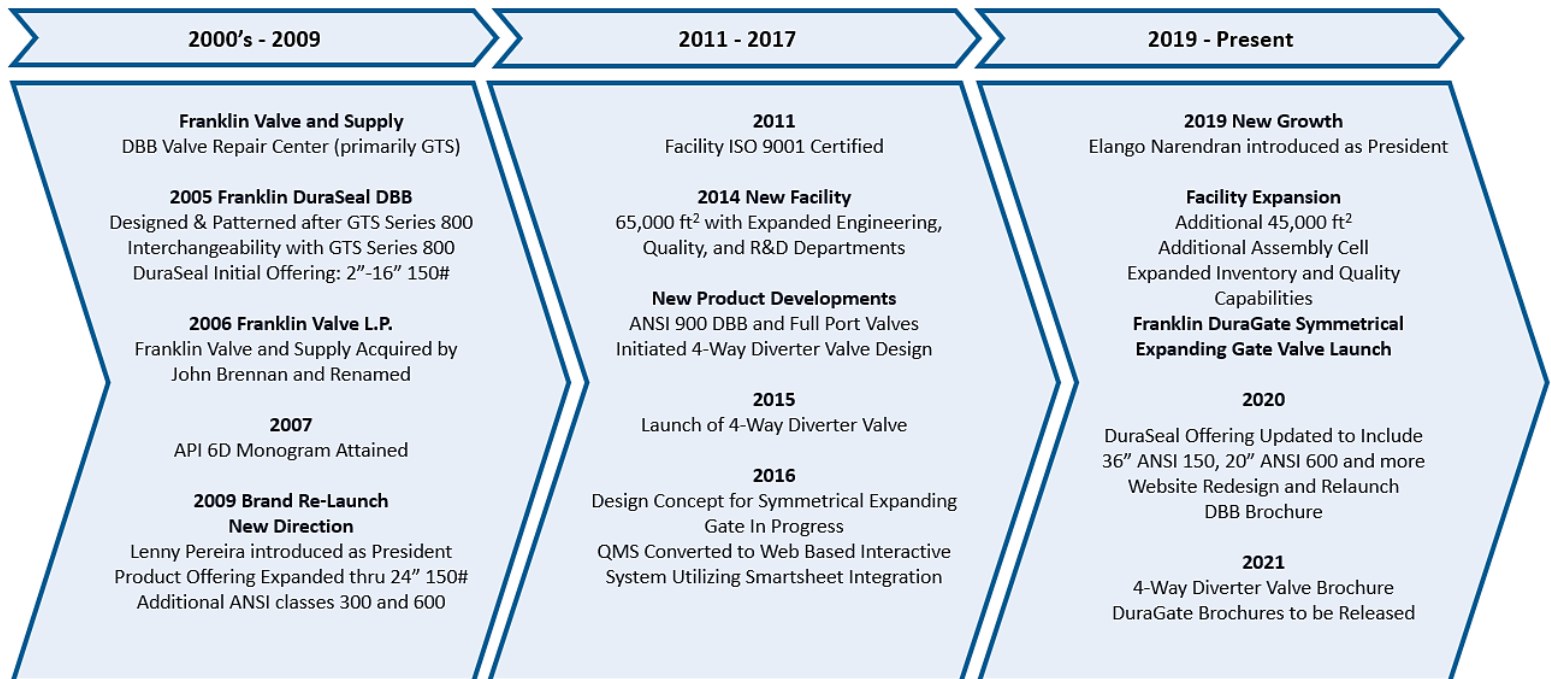 2000’s - 2009
Franklin Valve and Supply
DBB Valve Repair Center (primarily GTS)
2005 Franklin DuraSeal DBB
Designed & Patterned after GTS Series 800
Interchangeability with GTS Series 800
DuraSeal Initial Offering: 2”-16” 150#
2006 Franklin Valve L.P.
Franklin Valve and Supply Acquired by
John Brennan and Renamed
2007
API 6D Monogram Attained
2009 Brand Re-Launch
New Direction
Lenny Pereira introduced as President
Product Offering Expanded thru 24” 150#
Additional ANSI classes 300 and 600
2011 - 2017
2011
Facility ISO 9001 Certified
2014 New Facility
65,000 ft² with Expanded Engineering,
Quality, and R&D Departments
New Product Developments
ANSI 900 DBB and Full Port Valves
Initiated 4-Way Diverter Valve Design
2015
Launch of 4-Way Diverter Valve
2016
Design Concept for Symmetrical Expanding
Gate In Progress
QMS Converted to Web Based Interactive
System Utilizing Smartsheet Integration
2019 - Present
2019 New Growth
Elango Narendran introduced as President
Facility Expansion
Additional 45,000 ft²
Additional Assembly Cell
Expanded Inventory and Quality
Capabilities
Franklin DuraGate Symmetrical
Expanding Gate Valve Launch
2020
DuraSeal Offering Updated to Include
36” ANSI 150, 20” ANSI 600 and more
Website Redesign and Relaunch
DBB Brochure
2021
4-Way Diverter Valve Brochure
DuraGate Brochures to be Released